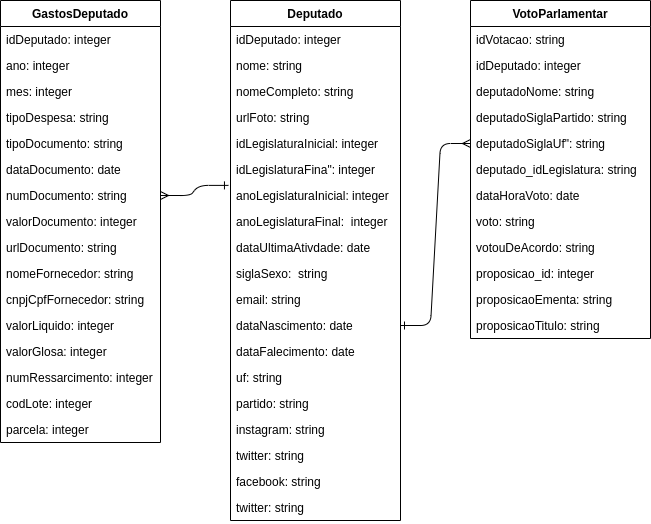 GastosDeputado
idDeputado: integer
ano: integer
mes: integer
tipoDespesa: string
tipoDocumento: string
dataDocumento: date
numDocumento: string
valorDocumento: integer
urlDocumento: string
nomeFornecedor: string
cnpjCpfFornecedor: string
valorLiquido: integer
valorGlosa: integer
numRessarcimento: integer
codLote: integer
parcela: integer
Deputado
idDeputado: integer
nome: string
nomeCompleto: string
urlFoto: string
idLegislaturaInicial: integer
idLegislaturaFina": integer
anoLegislaturaInicial: integer
anoLegislaturaFinal:  integer
dataUltimaAtivdade: date
siglaSexo:  string
email: string
dataNascimento: date
dataFalecimento: date
uf: string
partido: string
instagram: string
twitter: string
facebook: string
twitter: string
VotoParlamentar
idVotacao: string
idDeputado: integer
deputadoNome: string
deputadoSiglaPartido: string
deputadoSiglaUf": string
deputado_idLegislatura: string
dataHoraVoto: date
voto: string
votouDeAcordo: string
proposicao_id: integer
proposicaoEmenta: string
proposicaoTitulo: string